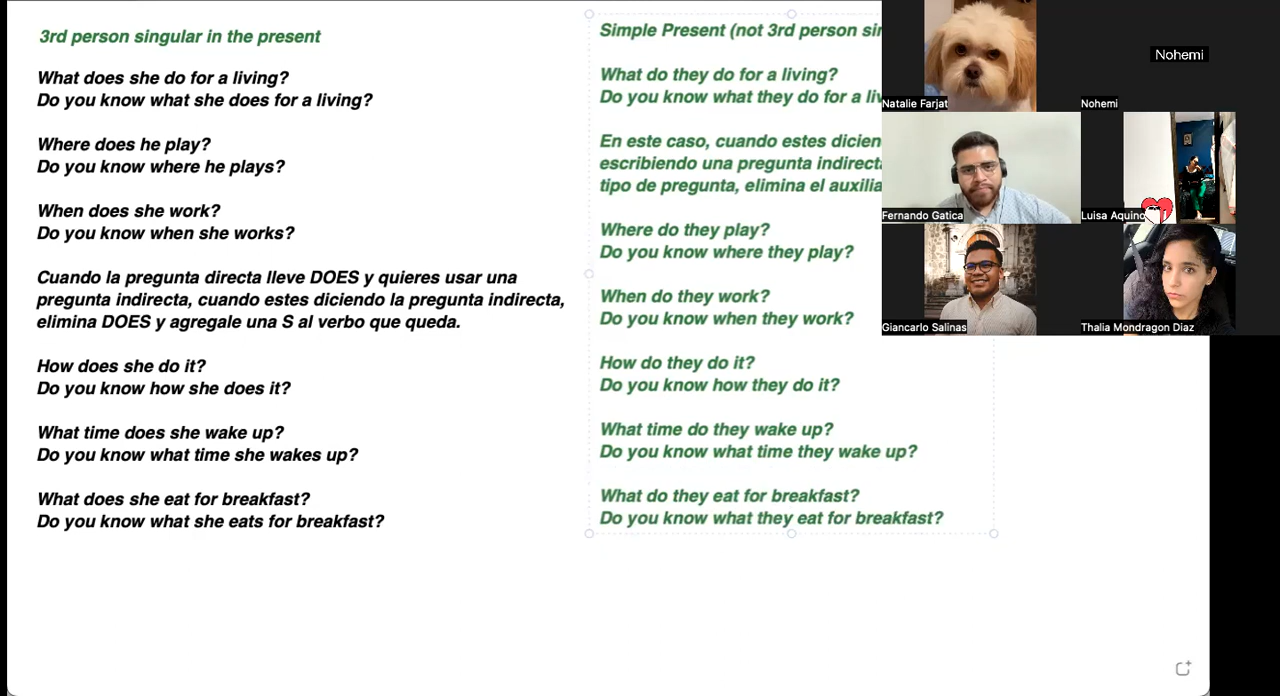 3rd person singular in the present
What does she do for a living?
Do you know what she does for a living?
Where does he play?
Do you know where he plays?
When does she work?
Do you know when she works?
Cuando la pregunta directa lleve DOES y quieres usar una
pregunta indirecta, cuando estes diciendo la pregunta indirecta,
elimina DOES y agregale una S al verbo que queda.
How does she do it?
Do you know how she does it?
What time does she wake up?
Do you know what time she wakes up?
What does she eat for breakfast?
Do you know what she eats for breakfast?
Simple Present (not 3rd person
What do they do for a living?
Do you know what they do for a
En este caso, cuando estes
escribiendo una pregunta
tipo de pregunta, elimina el
Where do they play?
Do you know where they play?
When do they work?
Do you know when they work?
How do they do it?
Do you know how they do it?
What time do they wake up?
Do you know what time they wake up?
What do they eat for breakfast?
Do you know what they eat for breakfast?
Natalie Farjat
Nohemi
Nohemi
Fernando Gatica
Luisa Aquino
Giancarlo Salinas
Thalia Mondragon Diaz